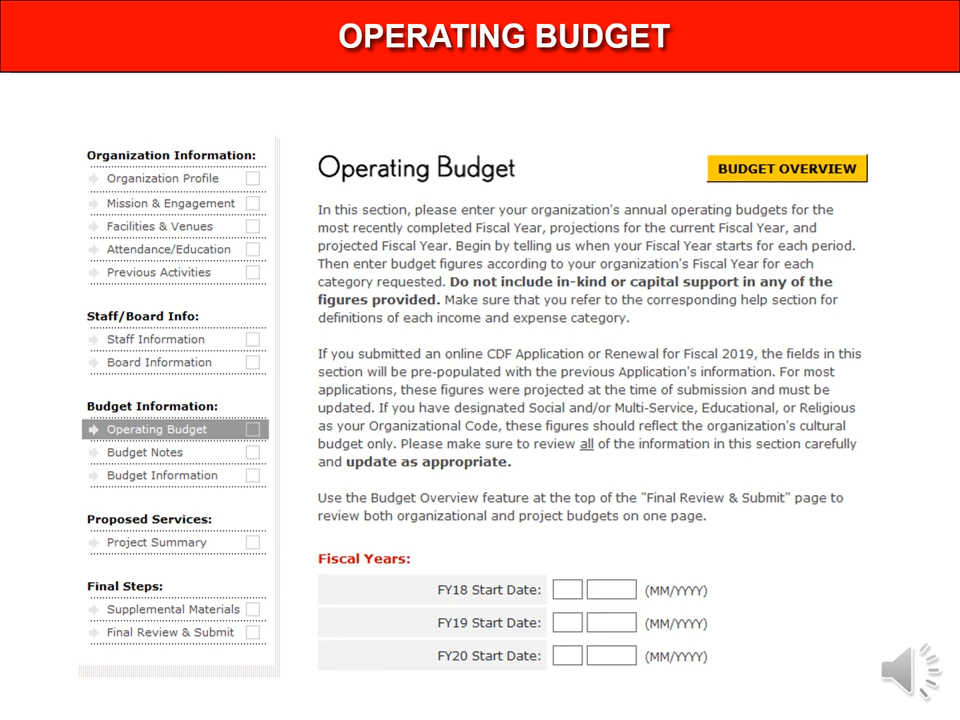 OPERATING BUDGET
Organization Information:
Organization Profile
Mission & Engagement
Facilities & Venues
Attendance/Education
Previous Activities
Staff/Board Info:
Staff Information
Board Information
Budget Information:
Operating Budget
Budget Notes
Budget Information
Proposed Services:
Project Summary
Final Steps:
Supplemental Materials
Final Review & Submit
Operating Budget
BUDGET OVERVIEW
In this section, please enter your organization's annual operating budgets for the
most recently completed Fiscal Year, projections for the current Fiscal Year, and
projected Fiscal Year. Begin by telling us when your Fiscal Year starts for each period.
Then enter budget figures according to your organization's Fiscal Year for each
category requested. Do not include in-kind or capital support in any of the
figures provided. Make sure that you refer to the corresponding help section for
definitions of each income and expense category.
If you submitted an online CDF Application or Renewal for Fiscal 2019, the fields in this
section will be pre-populated with the previous Application's information. For most
applications, these figures were projected at the time of submission and must be
updated. If you have designated Social and/or Multi-Service, Educational, or Religious
as your Organizational Code, these figures should reflect the organization's cultural
budget only. Please make sure to review all of the information in this section carefully
and update as appropriate.
Use the Budget Overview feature at the top of the "Final Review & Submit" page to
review both organizational and project budgets on one page.
Fiscal Years:
FY18 Start Date: (MM/YYYY)
FY19 Start Date: (MM/YYYY)
FY20 Start Date: (MM/YYYY)